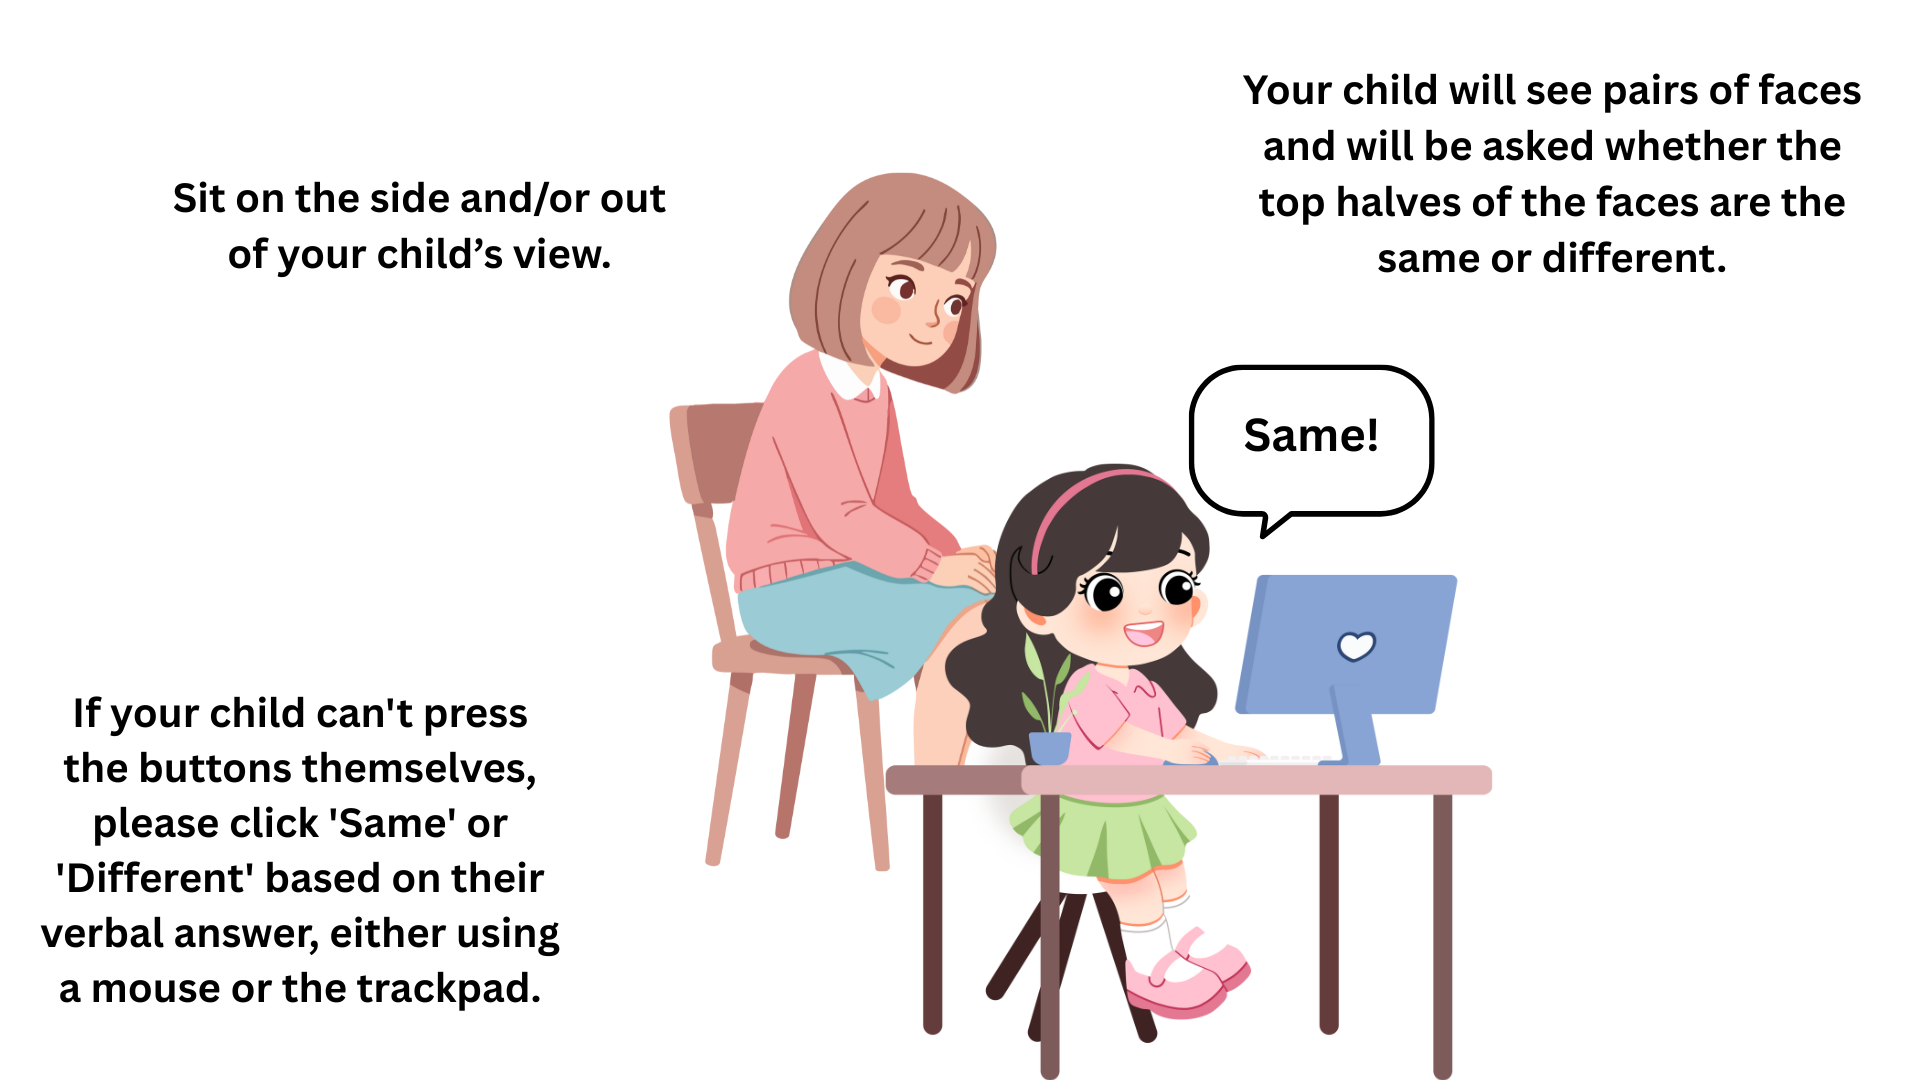 Sit on the side and/or out
of your child’s view.
Your child will see pairs of faces
and will be asked whether the
top halves of the faces are the
same or different.
Same!
If your child can't press
the buttons themselves,
please click 'Same' or
'Different' based on their
verbal answer, either using
a mouse or the trackpad.